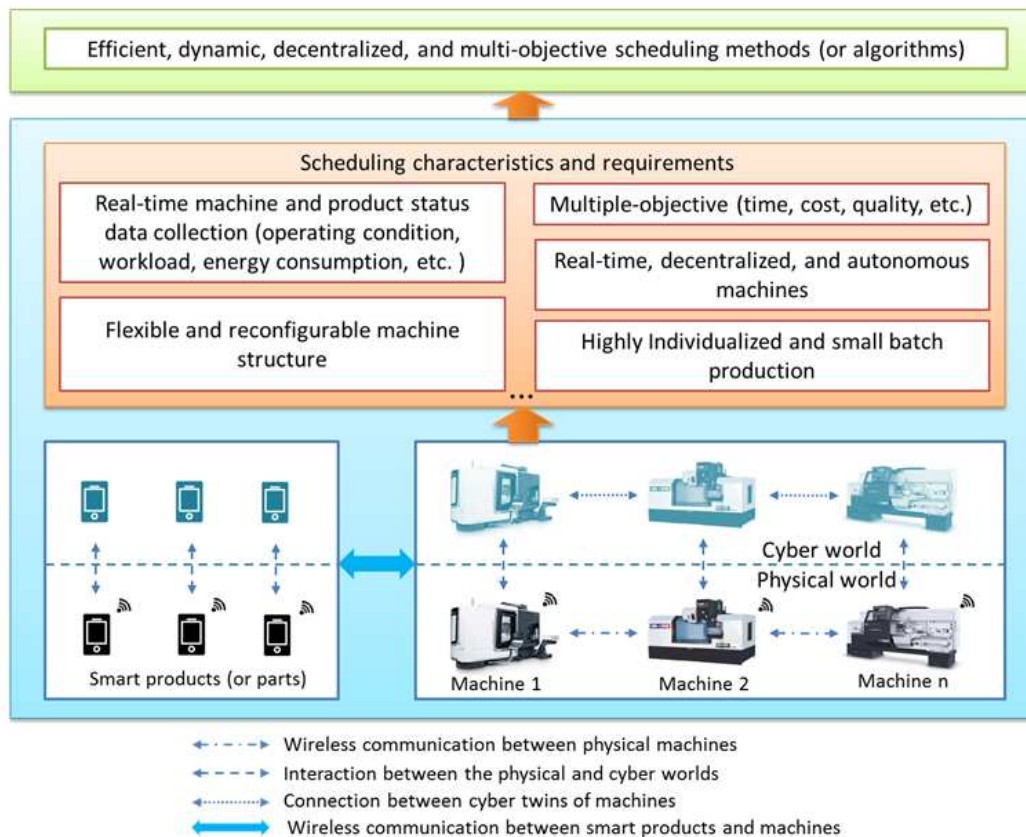 Efficient, dynamic, decentralized, and multi-objective scheduling methods (or algorithms)
Scheduling characteristics and requirements
Real-time machine and product status
data collection (operating condition,
workload, energy consumption, etc. )
Flexible and reconfigurable machine
structure
Multiple-objective (time, cost, quality, etc.)
Real-time, decentralized, and autonomous
machines
Highly Individualized and small batch
production
...
Smart products (or parts)
Cyber world
Physical world
Machine 1
Machine 2
Machine n
Wireless communication between physical machines
Interaction between the physical and cyber worlds
Connection between cyber twins of machines
Wireless communication between smart products and machines